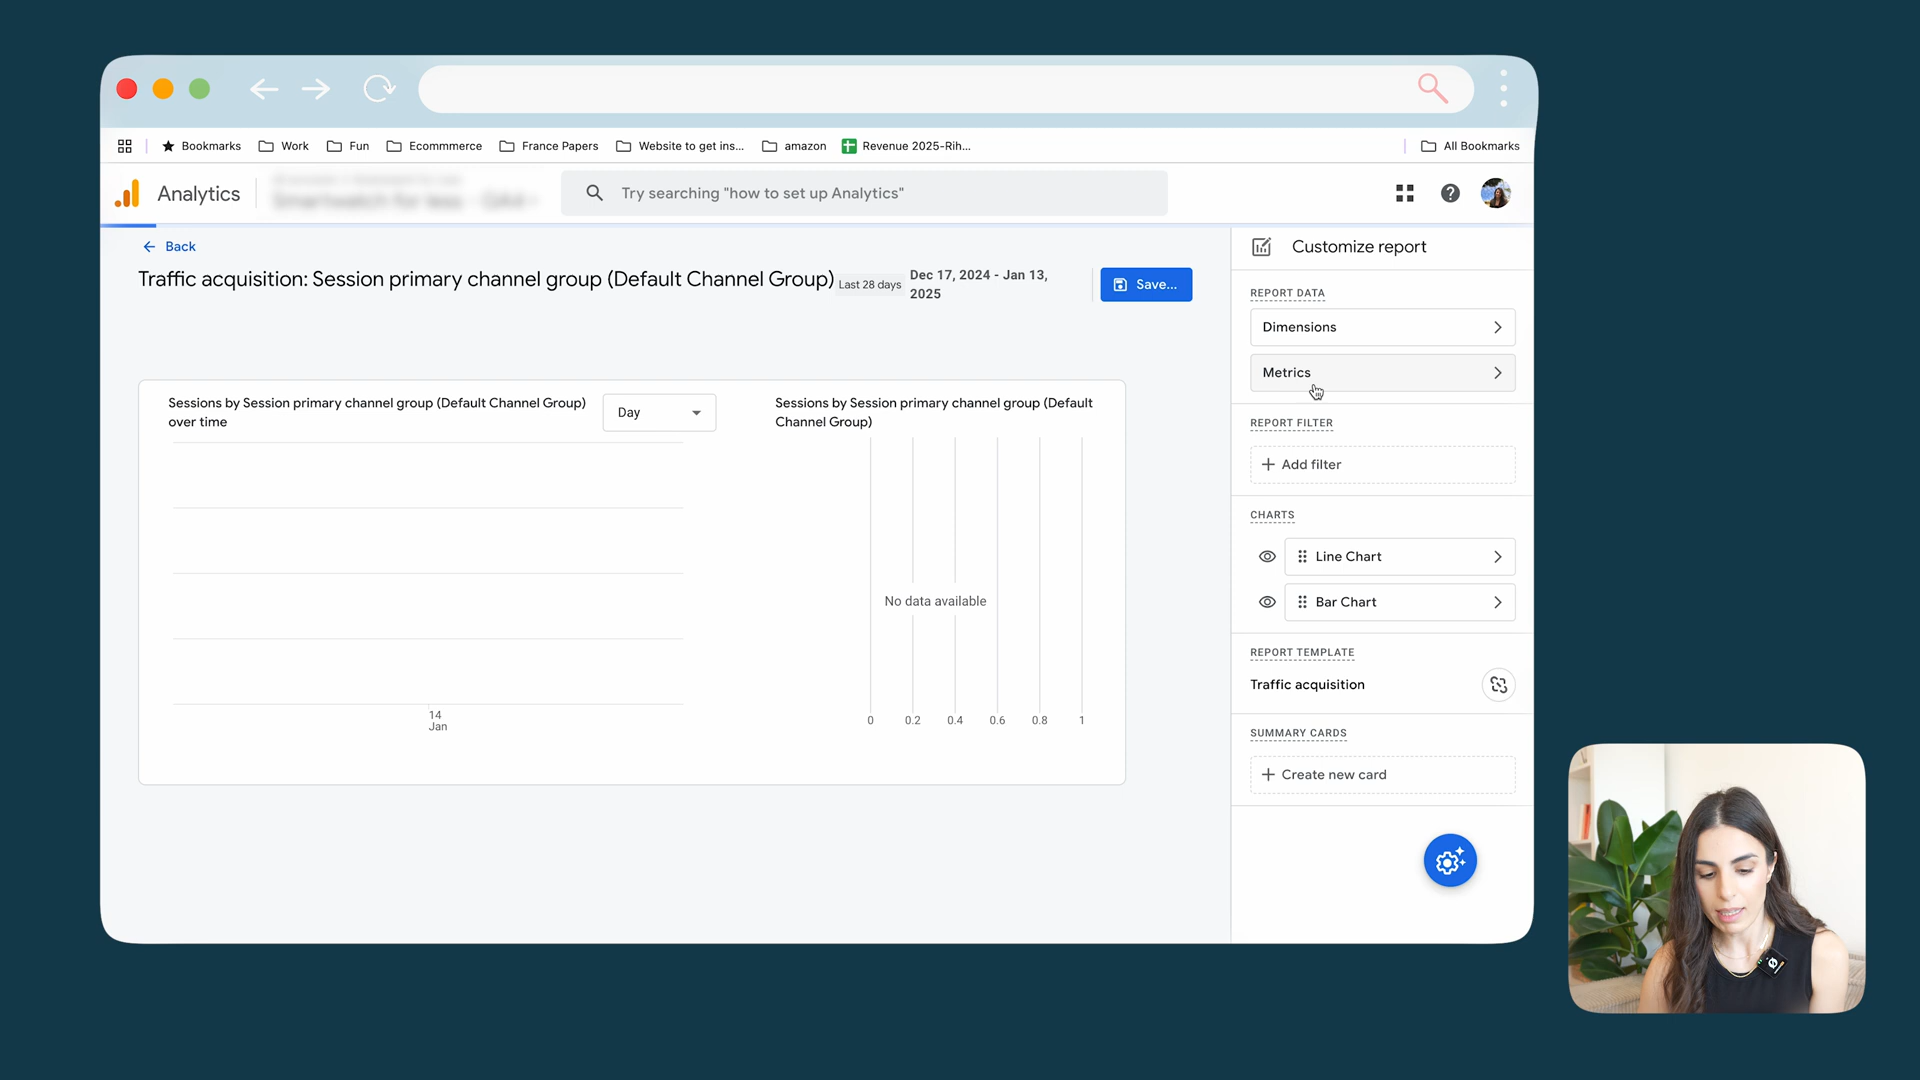 Bookmarks
Work
Fun
Ecommmerce
France Papers
Website to get ins...
amazon
Revenue 2025-Rih...
All Bookmarks
Analytics
Try searching "how to set up Analytics"
Back
Traffic acquisition: Session primary channel group (Default Channel Group)
Last 28 days
Dec 17, 2024 - Jan 13,
2025
Save...
Sessions by Session primary channel group (Default Channel Group)
over time
Day
14
Jan
Sessions by Session primary channel group (Default
Channel Group)
No data available
0 0.2 0.4 0.6 0.8 1
Customize report
REPORT DATA
Dimensions
Metrics
REPORT FILTER
Add filter
CHARTS
Line Chart
Bar Chart
REPORT TEMPLATE
Traffic acquisition
SUMMARY CARDS
Create new card